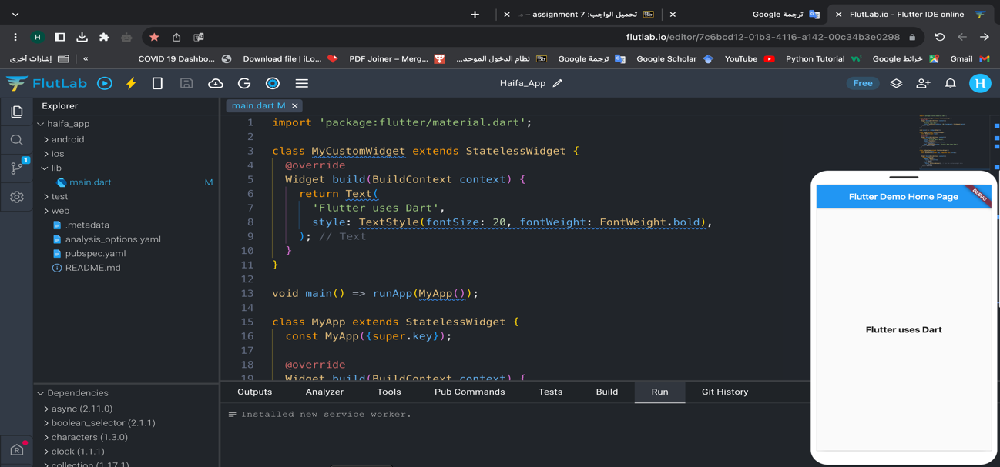 تحميل الواجب: assignment 7 –
Bb
ترجمة Google
FlutLab.io - Flutter IDE online
H
flutlab.io/editor/7c6bcd12-01b3-4116-a142-00c34b3e0298
إشارات أخرى
«
COVID 19 Dashbo...
Download file | iLo...
PDF Joiner – Merg...
نظام الدخول الموحد...
Bb
ترجمة Google
Google Scholar
YouTube
Python Tutorial
خرائط Google
Gmail
FlutLab
Haifa_App
Free
H
Explorer
haifa_app
android
ios
lib
1
main.dart M
test
web
.metadata
analysis_options.yaml
pubspec.yaml
README.md
Dependencies
async (2.11.0)
boolean_selector (2.1.1)
characters (1.3.0)
clock (1.1.1)
collection (1.17.1)
R
main.dart M
1 import 'package:flutter/material.dart';
2
3 class MyCustomWidget extends StatelessWidget {
4 @override
5 Widget build(BuildContext context) {
6 return Text(
7 'Flutter uses Dart',
8 style: TextStyle(fontSize: 20, fontWeight: FontWeight.bold),
9 ); // Text
10 }
11 }
12
13 void main() => runApp(MyApp());
14
15 class MyApp extends StatelessWidget {
16 const MyApp({super.key});
17
18 @override
19 Widget build(BuildContext context) {
Outputs
Analyzer
Tools
Pub Commands
Tests
Build
Run
Git History
Installed new service worker.
Flutter Demo Home Page
DEBUG
Flutter uses Dart